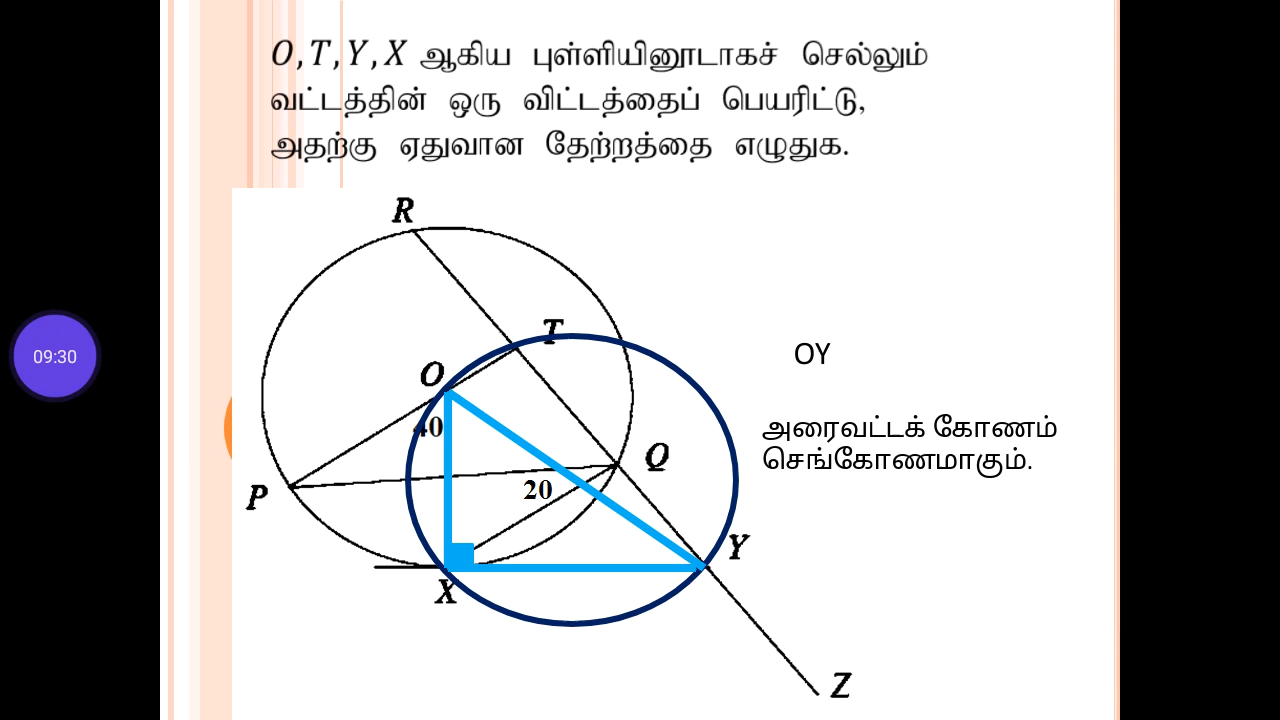 O, T, Y, X ஆகிய புள்ளியினூடாகச் செல்லும்
வட்டத்தின் ஒரு விட்டத்தைப் பெயரிட்டு,
அதற்கு ஏதுவான தேற்றத்தை எழுதுக.
R
T
O
OY
40
அரைவட்டக் கோணம்
செங்கோணமாகும்.
Q
P
20
Y
X
Z
09:30